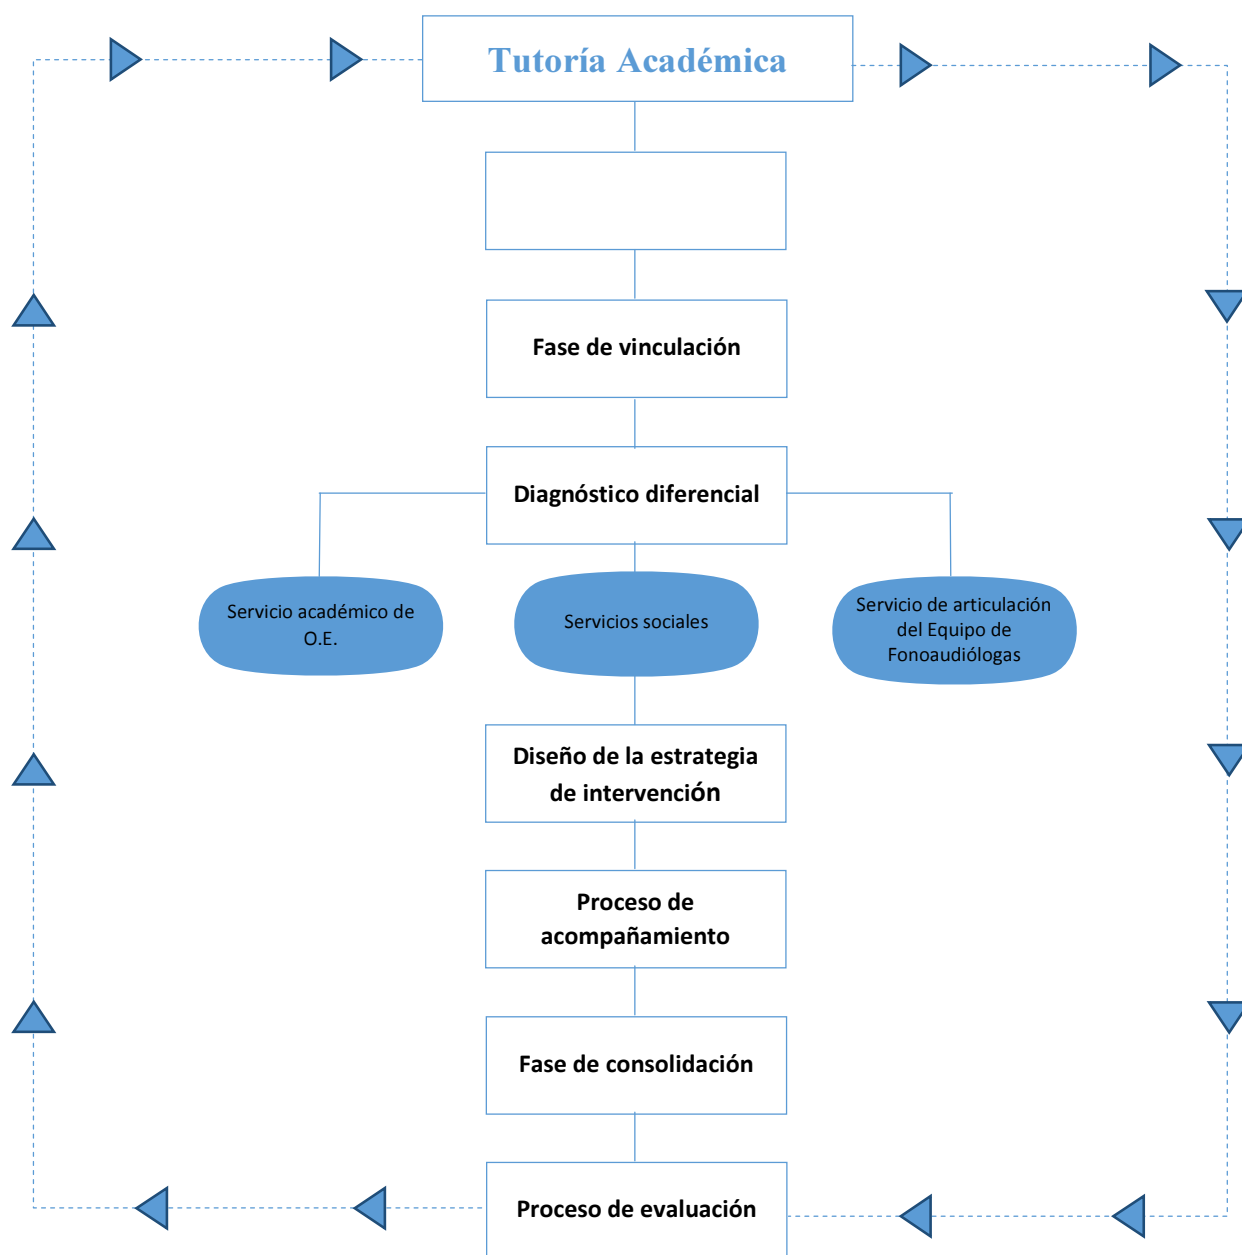 Tutoría Académica
Fase de vinculación
Diagnóstico diferencial
Servicio académico de
O.E.
Servicios sociales
Servicio de articulación
del Equipo de
Fonoaudiólogas
Diseño de la estrategia
de intervención
Proceso de
acompañamiento
Fase de consolidación
Proceso de evaluación